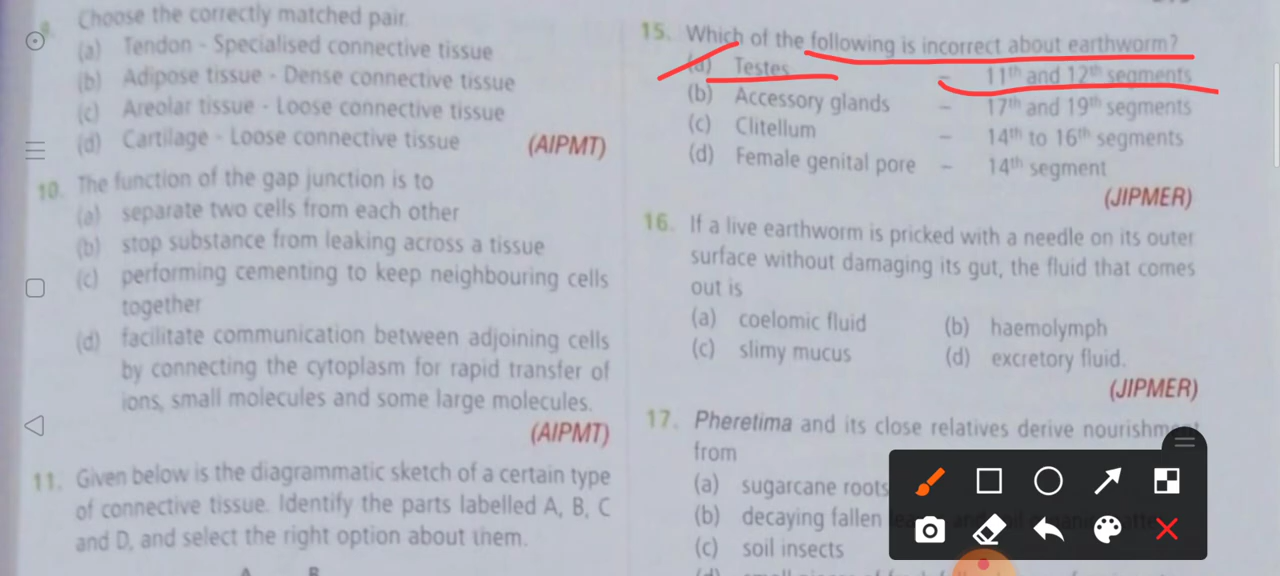 Choose the correctly matched pair.
(a) Tendon - Specialised connective tissue
(b) Adipose tissue - Dense connective tissue
(c) Areolar tissue - Loose connective tissue
(d) Cartilage - Loose connective tissue (AIPMT)
10. The function of the gap junction is to
(a) separate two cells from each other
(b) stop substance from leaking across a tissue
(c) performing cementing to keep neighbouring cells
together
(d) facilitate communication between adjoining cells
by connecting the cytoplasm for rapid transfer of
ions, small molecules and some large molecules.
(AIPMT)
11. Given below is the diagrammatic sketch of a certain type
of connective tissue. Identify the parts labelled A, B, C
and D, and select the right option about them.
A B
15. Which of the following is incorrect about earthworm?
(a) Testes - 11th and 12th segments
(b) Accessory glands - 17th and 19th segments
(c) Clitellum - 14th to 16th segments
(d) Female genital pore - 14th segment
(JIPMER)
16. If a live earthworm is pricked with a needle on its outer
surface without damaging its gut, the fluid that comes
out is
(a) coelomic fluid (b) haemolymph
(c) slimy mucus (d) excretory fluid.
(JIPMER)
17. Pheretima and its close relatives derive nourishment
from
(a) sugarcane roots
(b) decaying fallen
(c) soil insects